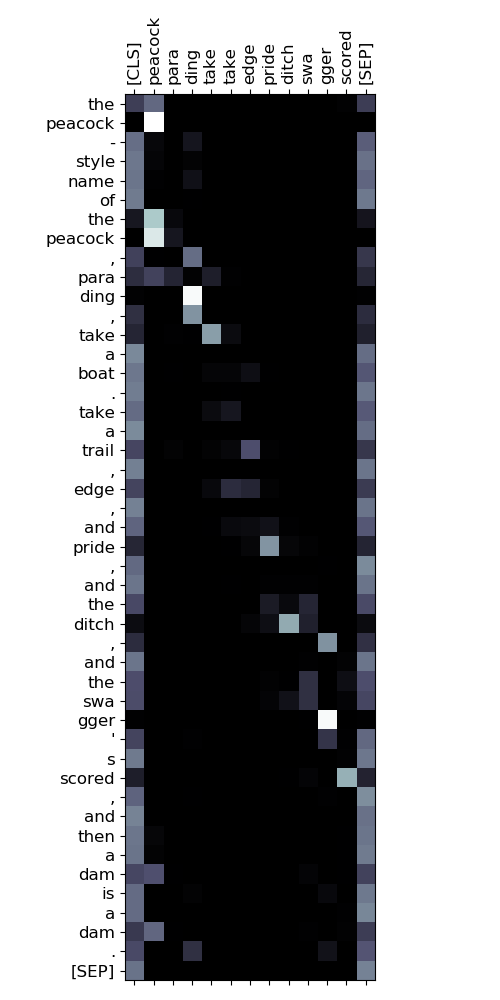 [CLS] peacock para ding take take edge pride ditch swa gger scored [SEP]
the
peacock
-
style
name
of
the
peacock
,
para
ding
,
take
a
boat
.
take
a
trail
,
edge
,
and
pride
,
and
the
ditch
,
and
the
swa
gger
'
s
scored
,
and
then
a
dam
is
a
dam
.
[SEP]